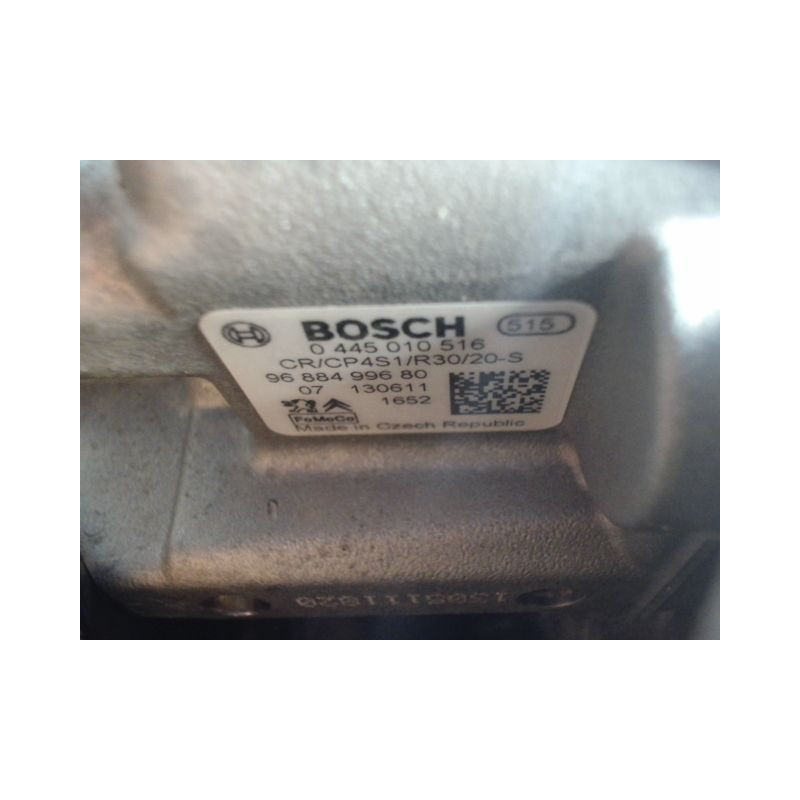 BOSCH 515
0 445 010 516
CR/CP4S1/R30/20-S
96 884 996 80
07 130611
1652
FoMoCo
Made in Czech Republic